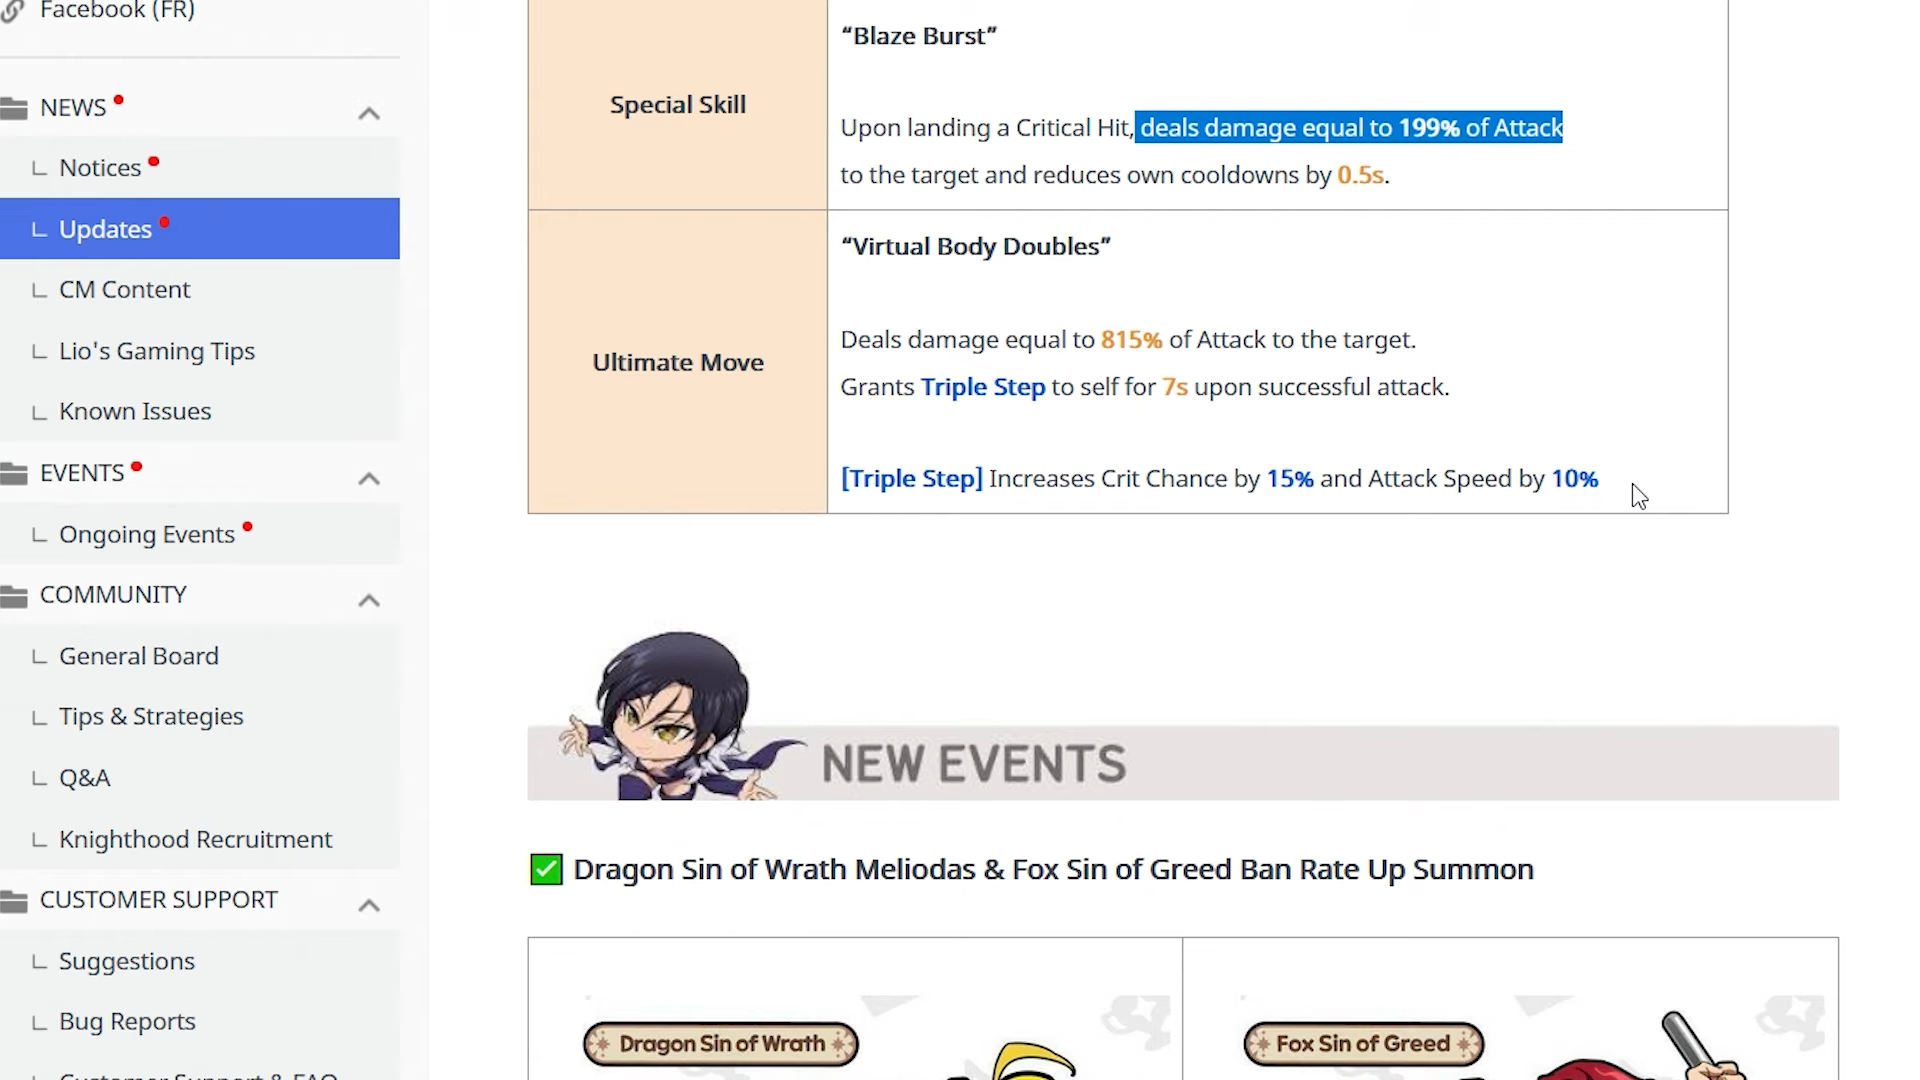 Facebook (FR)
NEWS
Notices
Updates
CM Content
Lio's Gaming Tips
Known Issues
EVENTS
Ongoing Events
COMMUNITY
General Board
Tips & Strategies
Q&A
Knighthood Recruitment
CUSTOMER SUPPORT
Suggestions
Bug Reports
Customer Support & FAQ
Special Skill
“Blaze Burst”
Upon landing a Critical Hit, deals damage equal to 199% of Attack
to the target and reduces own cooldowns by 0.5s.
Ultimate Move
“Virtual Body Doubles”
Deals damage equal to 815% of Attack to the target.
Grants Triple Step to self for 7s upon successful attack.
[Triple Step] Increases Crit Chance by 15% and Attack Speed by 10%
NEW EVENTS
Dragon Sin of Wrath Meliodas & Fox Sin of Greed Ban Rate Up Summon
Dragon Sin of Wrath
Fox Sin of Greed